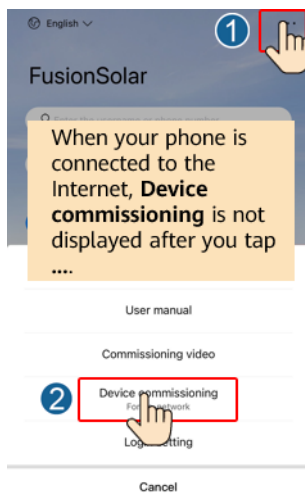 English
1
FusionSolar
When your phone is
connected to the
Internet, Device
commissioning is not
displayed after you tap
....
User manual
Commissioning video
2
Device commissioning
network
setting
Cancel